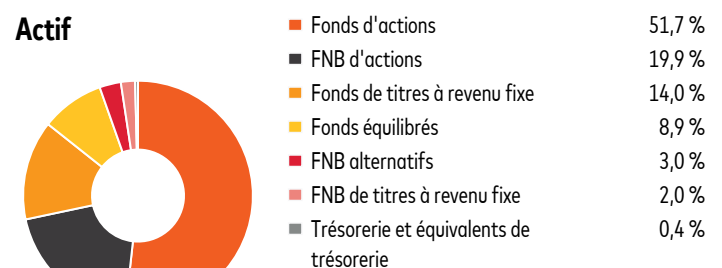 Actif
Fonds d'actions 51,7 %
FNB d'actions 19,9 %
Fonds de titres à revenu fixe 14,0 %
Fonds équilibrés 8,9 %
FNB alternatifs 3,0 %
FNB de titres à revenu fixe 2,0 %
Trésorerie et équivalents de 0,4 %
trésorerie